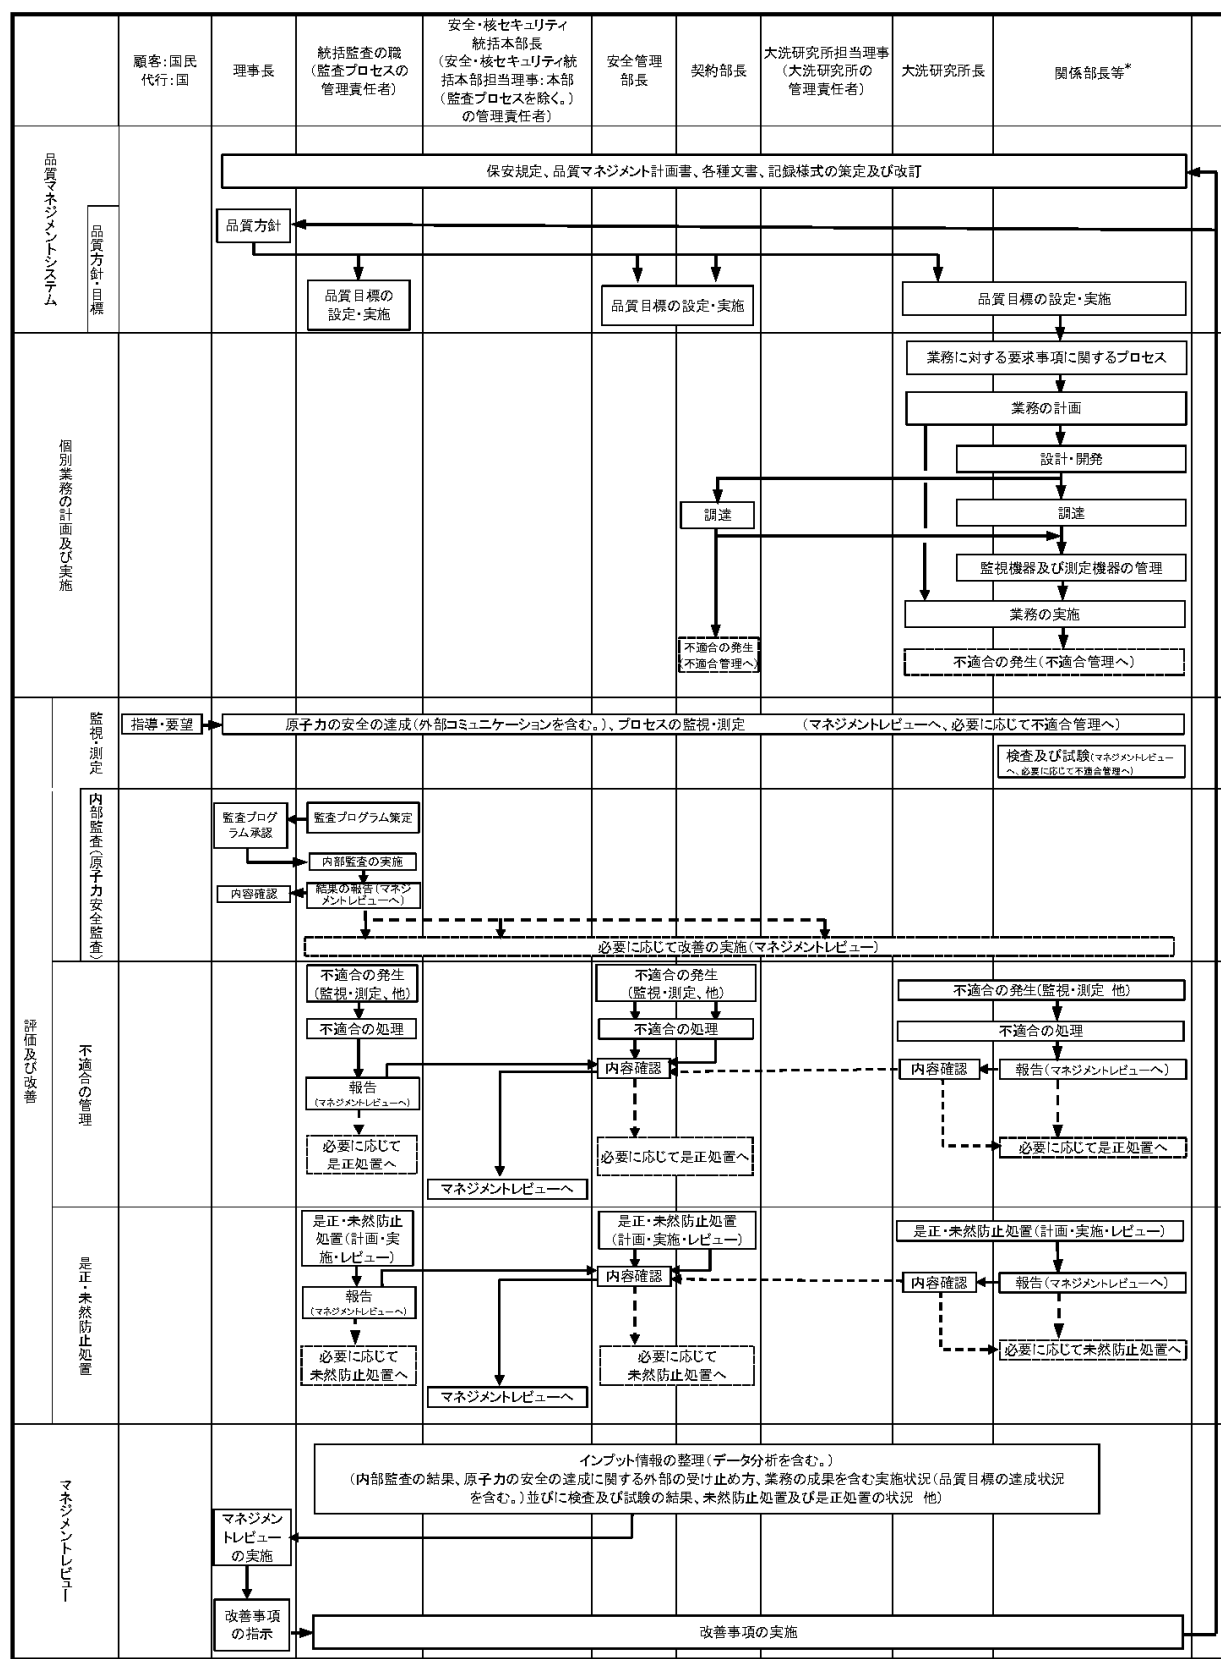 顧客:国民
代行:国
理事長
統括監査の職
(監査プロセスの
管理責任者)
安全・核セキュリティ
統括本部長
(安全・核セキュリティ統
括本部担当理事:本部
(監査プロセスを除く。)
の管理責任者)
安全管理
部長
契約部長
大洗研究所担当理事
(大洗研究所の
管理責任者)
大洗研究所長
関係部長等*
品質マネジメントシステム
品質方針・目標
保安規定、品質マネジメント計画書、各種文書、記録様式の策定及び改訂
品質方針
品質目標の
設定・実施
品質目標の設定・実施
品質目標の設定・実施
個別業務の計画及び実施
業務に対する要求事項に関するプロセス
業務の計画
設計・開発
調達
調達
監視機器及び測定機器の管理
業務の実施
不適合の発生
(不適合管理へ)
不適合の発生(不適合管理へ)
評価及び改善
監視・測定
指導・要望
原子力の安全の達成(外部コミュニケーションを含む。)、プロセスの監視・測定 (マネジメントレビューへ、必要に応じて不適合管理へ)
検査及び試験(マネジメントレビュー
へ、必要に応じて不適合管理へ)
内部監査(原子力安全監査)
監査プログ
ラム承認
監査プログラム策定
内部監査の実施
内容確認
結果の報告(マネジ
メントレビューへ)
必要に応じて改善の実施(マネジメントレビュー)
不適合の管理
不適合の発生
(監視・測定、他)
不適合の発生
(監視・測定、他)
不適合の発生(監視・測定 他)
不適合の処理
不適合の処理
不適合の処理
内容確認
内容確認
報告(マネジメントレビューへ)
報告
(マネジメントレビューへ)
必要に応じて
是正処置へ
必要に応じて是正処置へ
必要に応じて是正処置へ
マネジメントレビューへ
是正・未然防止処置
是正・未然防止
処置(計画・実
施・レビュー)
是正・未然防止処置
(計画・実施・レビュー)
是正・未然防止処置(計画・実施・レビュー)
内容確認
内容確認
報告(マネジメントレビューへ)
報告
(マネジメントレビューへ)
必要に応じて
未然防止処置へ
必要に応じて
未然防止処置へ
必要に応じて未然防止処置へ
マネジメントレビューへ
マネジメントレビュー
インプット情報の整理(データ分析を含む。)
(内部監査の結果、原子力の安全の達成に関する外部の受け止め方、業務の成果を含む実施状況(品質目標の達成状況
を含む。)並びに検査及び試験の結果、未然防止処置及び是正処置の状況 他)
マネジメン
トレビュー
の実施
改善事項
の指示
改善事項の実施